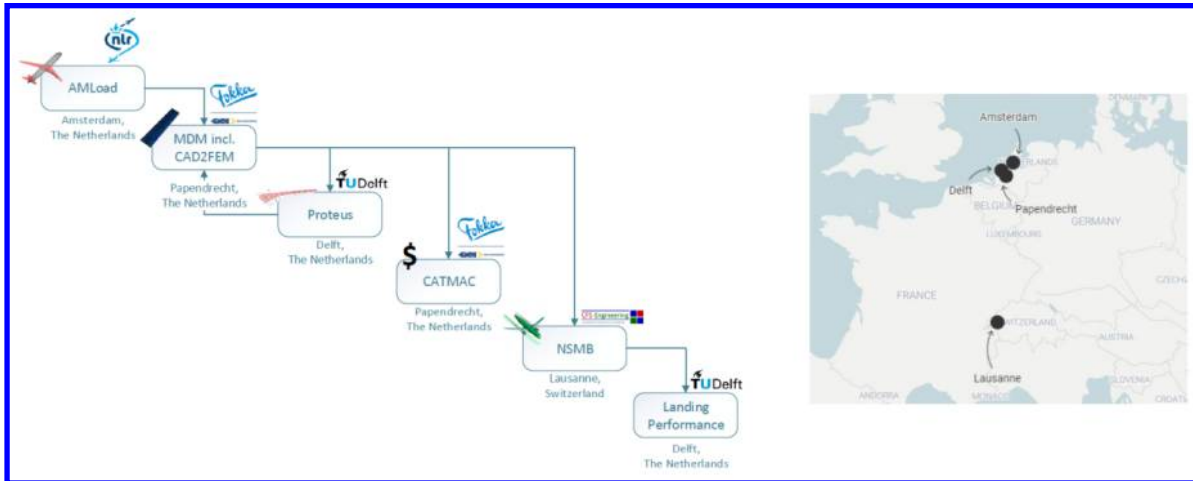 nlr
AMLoad
Amsterdam,
The Netherlands
Fokker
MDM incl.
CAD2FEM
Papendrecht,
The Netherlands
TUDelft
Proteus
Delft,
The Netherlands
Fokker
$
CATMAC
Papendrecht,
The Netherlands
CFS Engineering
NSMB
Lausanne,
Switzerland
TUDelft
Landing
Performance
Delft,
The Netherlands
Amsterdam
Delft
Papendrecht
BELGIUM
GERMANY
LUXEMBOURG
FRANCE
Lausanne
AUSTRIA
SLOVENIA
ANDORRA
MONACO